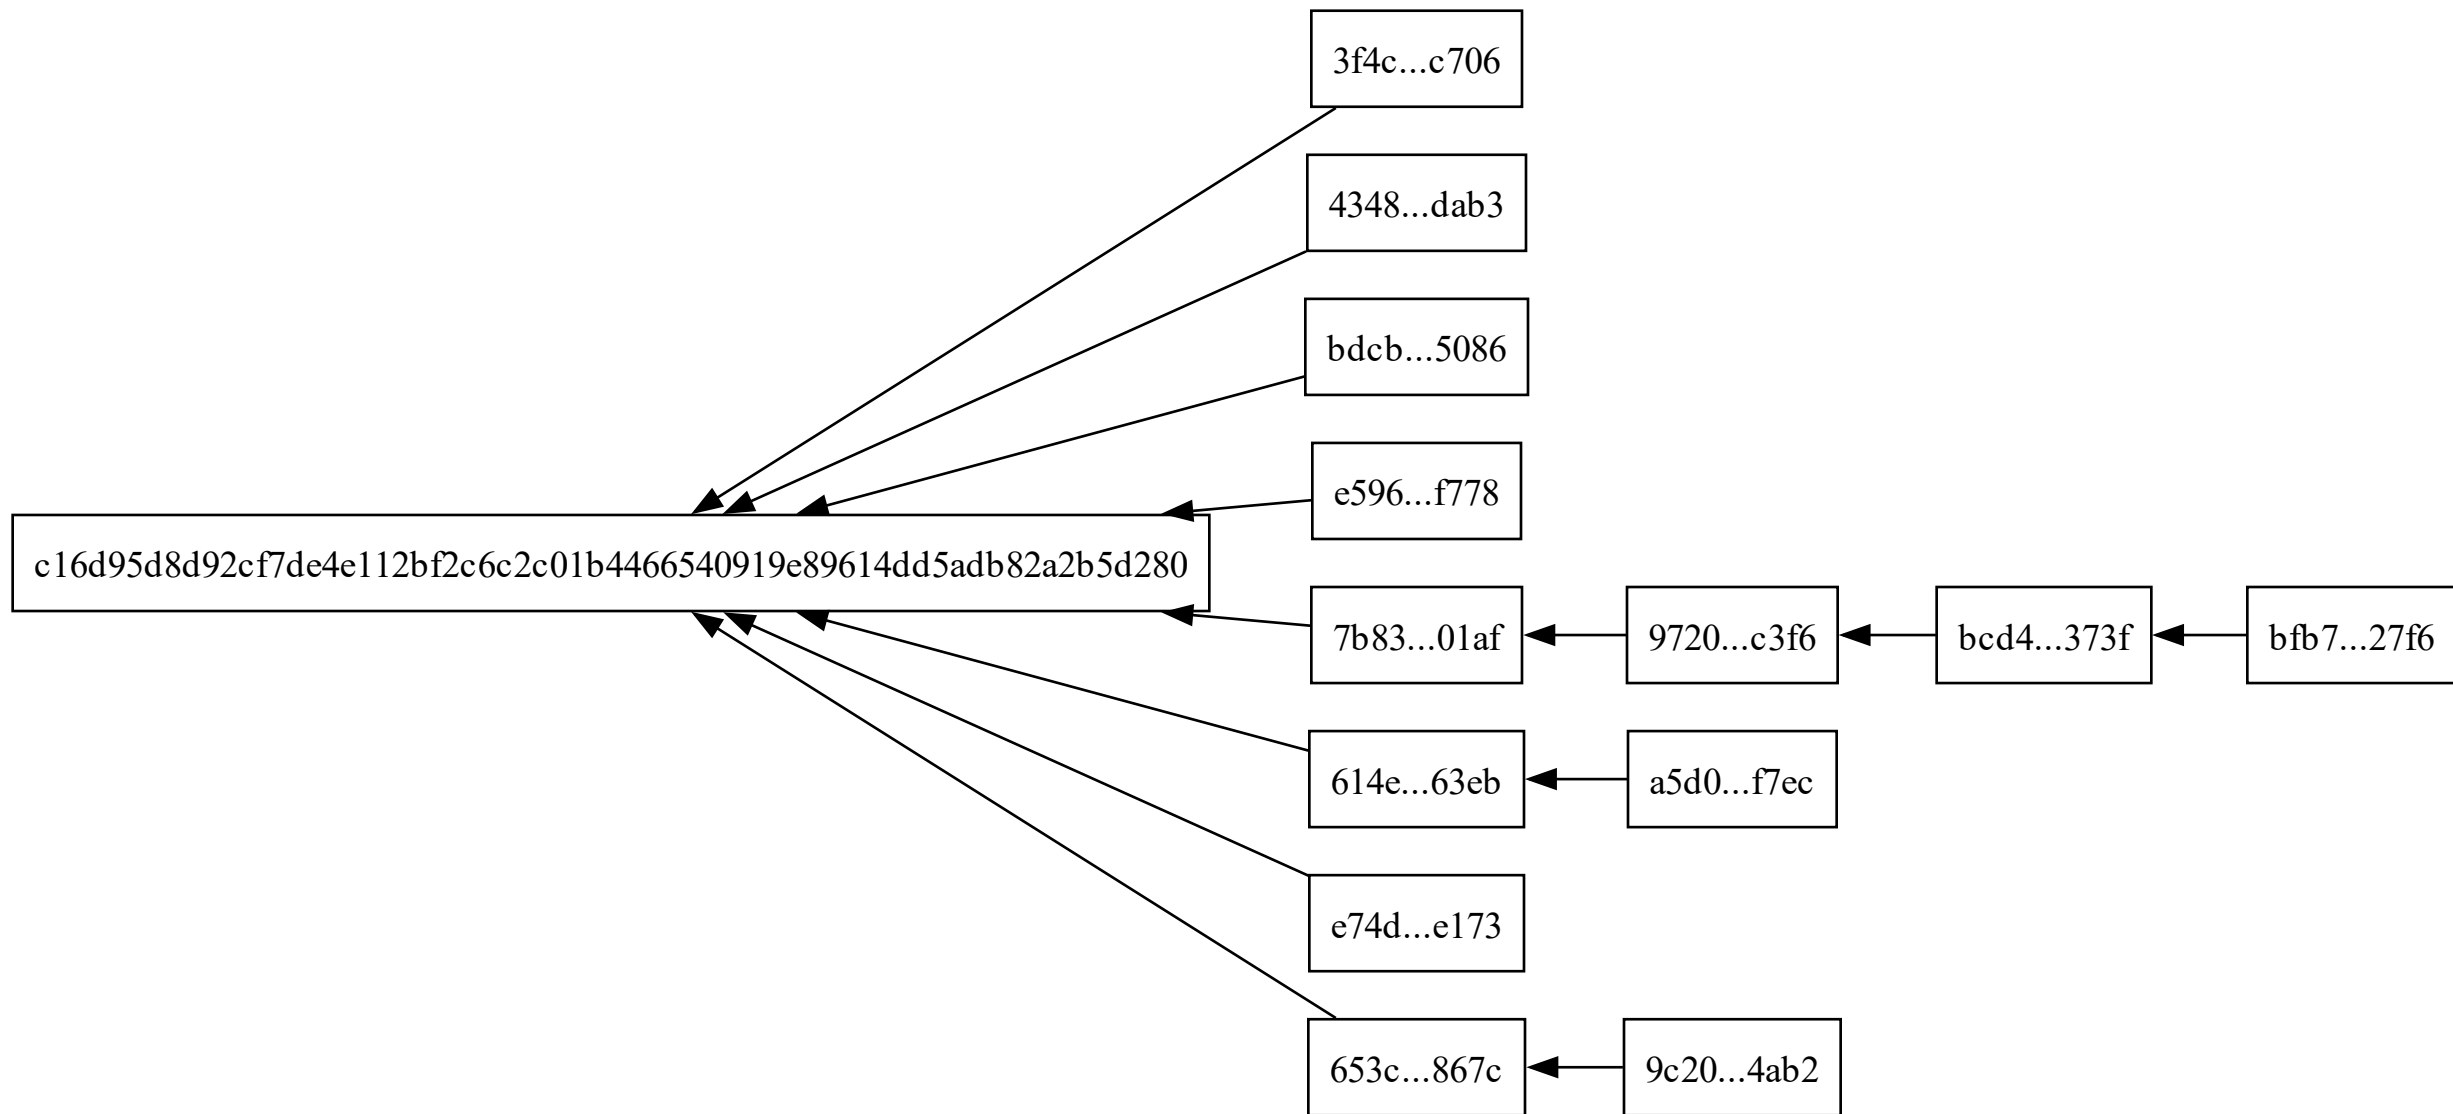 3f4c...c706
4348...dab3
bdcb...5086
e596...f778
c16d95d8d92cf7de4e112bf2c6c2c01b4466540919e89614dd5adb82a2b5d280
7b83...01af
9720...c3f6
bcd4...373f
bfb7...27f6
614e...63eb
a5d0...f7ec
e74d...e173
653c...867c
9c20...4ab2